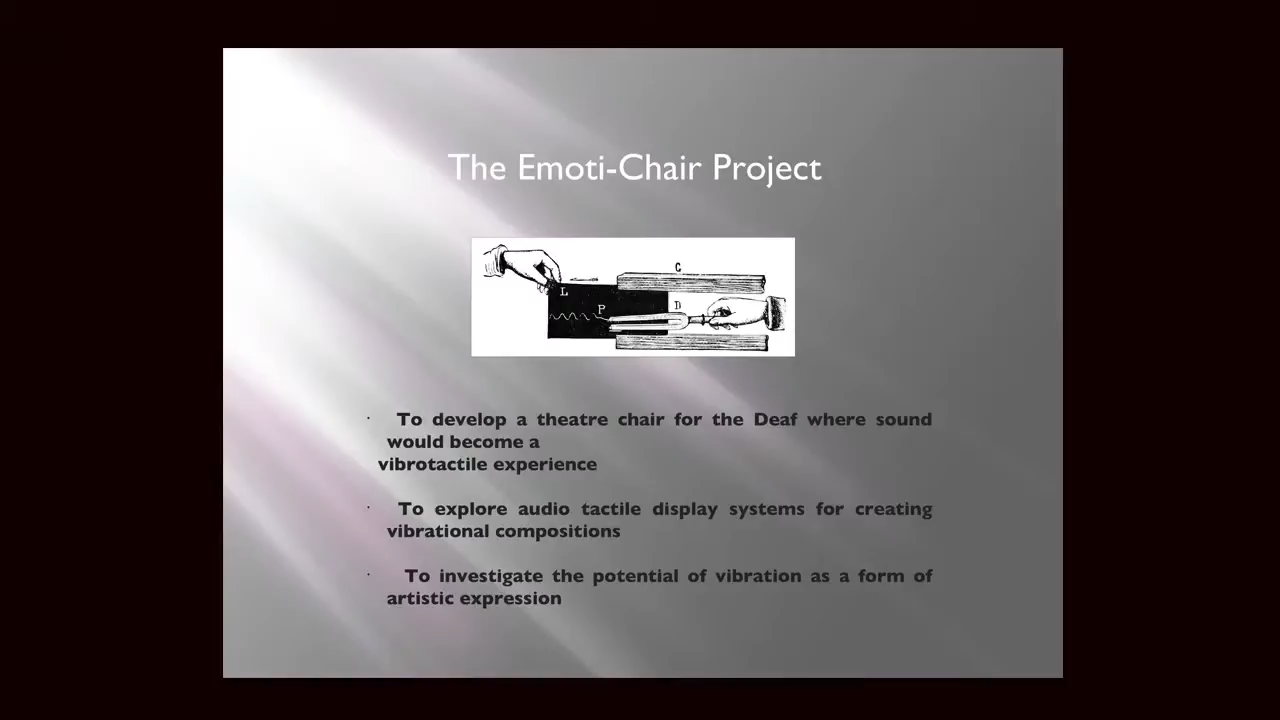 The Emoti-Chair Project
C
L
P
D
· To develop a theatre chair for the Deaf where sound
would become a
vibrotactile experience
· To explore audio tactile display systems for creating
vibrational compositions
· To investigate the potential of vibration as a form of
artistic expression